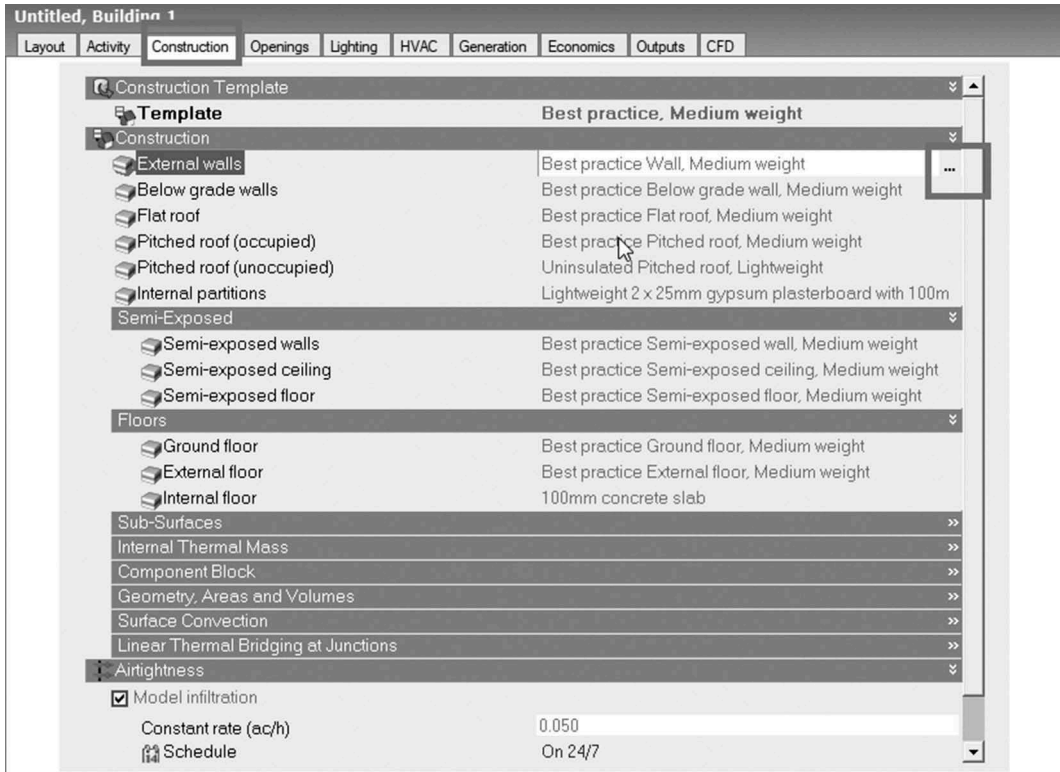 Untitled, Building 1
Layout Activity Construction Openings Lighting HVAC Generation Economics Outputs CFD
Construction Template
Template Best practice, Medium weight
Construction
External walls Best practice Wall, Medium weight ...
Below grade walls Best practice Below grade wall, Medium weight
Flat roof Best practice Flat roof, Medium weight
Pitched roof (occupied) Best practice Pitched roof, Medium weight
Pitched roof (unoccupied) Uninsulated Pitched roof, Lightweight
Internal partitions Lightweight 2 x 25mm gypsum plasterboard with 100m
Semi-Exposed
Semi-exposed walls Best practice Semi-exposed wall, Medium weight
Semi-exposed ceiling Best practice Semi-exposed ceiling, Medium weight
Semi-exposed floor Best practice Semi-exposed floor, Medium weight
Floors
Ground floor Best practice Ground floor, Medium weight
External floor Best practice External floor, Medium weight
Internal floor 100mm concrete slab
Sub-Surfaces
Internal Thermal Mass
Component Block
Geometry, Areas and Volumes
Surface Convection
Linear Thermal Bridging at Junctions
Airtightness
Model infiltration
Constant rate (ac/h) 0.050
Schedule On 24/7